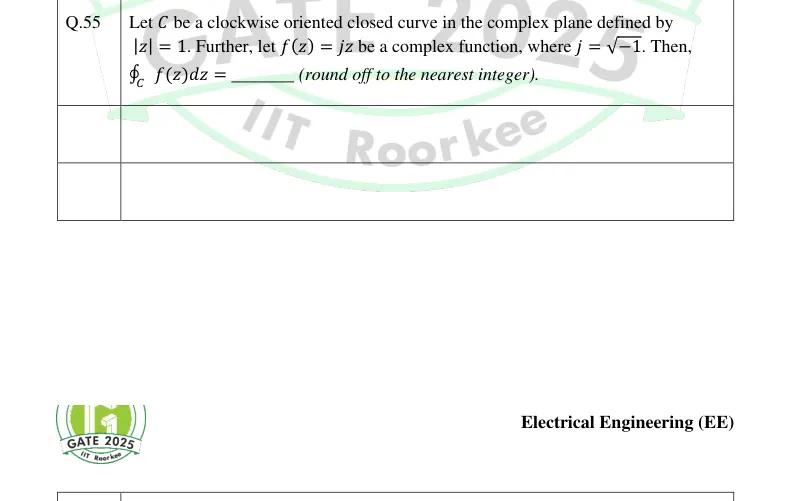 Q.55 Let 𝐶 be a clockwise oriented closed curve in the complex plane defined by
|𝑧| = 1. Further, let 𝑓(𝑧) = 𝑗𝑧 be a complex function, where 𝑗 = √−1. Then,
∮𝐶 𝑓(𝑧)𝑑𝑧 = _______ (round off to the nearest integer).
GATE 2025
IIT Roorkee
Electrical Engineering (EE)
GATE 2025
IIT Roorkee